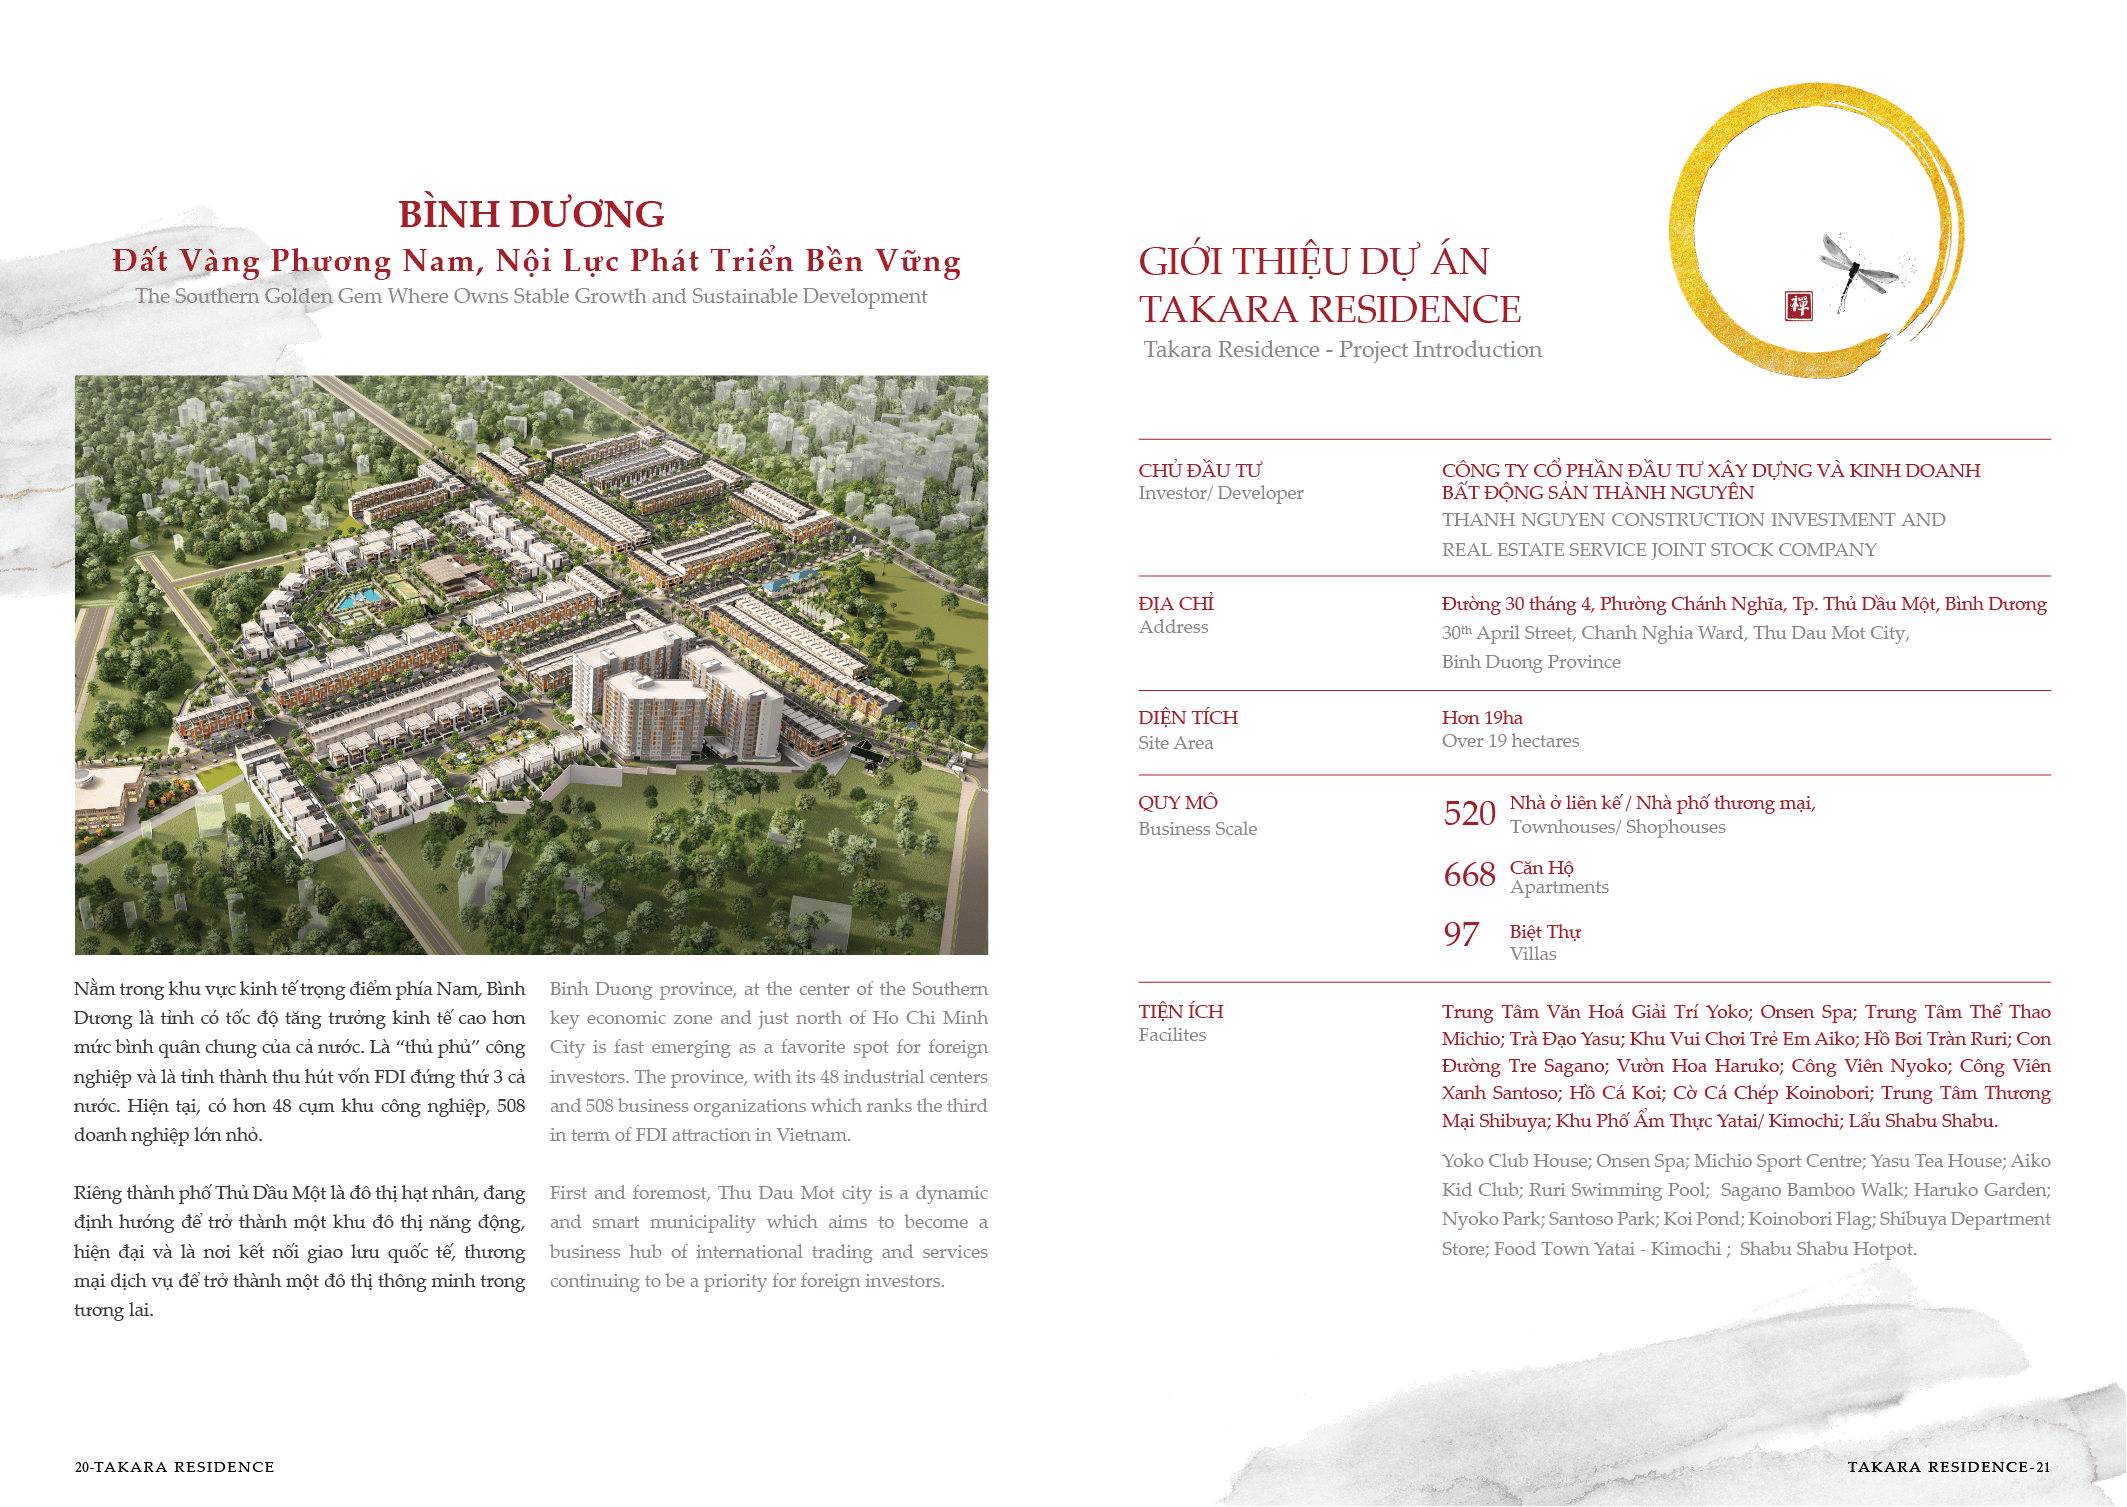 BÌNH DƯƠNG
Đất Vàng Phương Nam, Nội Lực Phát Triển Bền Vững
The Southern Golden Gem Where Owns Stable Growth and Sustainable Development
Nằm trong khu vực kinh tế trọng điểm phía Nam, Bình
Dương là tỉnh có tốc độ tăng trưởng kinh tế cao hơn
mức bình quân chung của cả nước. Là “thủ phủ” công
nghiệp và là tỉnh thành thu hút vốn FDI đứng thứ 3 cả
nước. Hiện tại, có hơn 48 cụm khu công nghiệp, 508
doanh nghiệp lớn nhỏ.
Riêng thành phố Thủ Dầu Một là đô thị hạt nhân, đang
định hướng để trở thành một khu đô thị năng động,
hiện đại và là nơi kết nối giao lưu quốc tế, thương
mại dịch vụ để trở thành một đô thị thông minh trong
tương lai.
Binh Duong province, at the center of the Southern
key economic zone and just north of Ho Chi Minh
City is fast emerging as a favorite spot for foreign
investors. The province, with its 48 industrial centers
and 508 business organizations which ranks the third
in term of FDI attraction in Vietnam.
First and foremost, Thu Dau Mot city is a dynamic
and smart municipality which aims to become a
business hub of international trading and services
continuing to be a priority for foreign investors.
20-TAKARA RESIDENCE
禅
GIỚI THIỆU DỰ ÁN
TAKARA RESIDENCE
Takara Residence - Project Introduction
CHỦ ĐẦU TƯ
Investor/ Developer
CÔNG TY CỔ PHẦN ĐẦU TƯ XÂY DỰNG VÀ KINH DOANH
BẤT ĐỘNG SẢN THÀNH NGUYÊN
THANH NGUYEN CONSTRUCTION INVESTMENT AND
REAL ESTATE SERVICE JOINT STOCK COMPANY
ĐỊA CHỈ
Address
Đường 30 tháng 4, Phường Chánh Nghĩa, Tp. Thủ Dầu Một, Bình Dương
30th April Street, Chanh Nghia Ward, Thu Dau Mot City,
Binh Duong Province
DIỆN TÍCH
Site Area
Hơn 19ha
Over 19 hectares
QUY MÔ
Business Scale
520 Nhà ở liên kế / Nhà phố thương mại,
Townhouses/ Shophouses
668 Căn Hộ
Apartments
97 Biệt Thự
Villas
TIỆN ÍCH
Facilites
Trung Tâm Văn Hoá Giải Trí Yoko; Onsen Spa; Trung Tâm Thể Thao
Michio; Trà Đạo Yasu; Khu Vui Chơi Trẻ Em Aiko; Hồ Bơi Tràn Ruri; Con
Đường Tre Sagano; Vườn Hoa Haruko; Công Viên Nyoko; Công Viên
Xanh Santoso; Hồ Cá Koi; Cờ Cá Chép Koinobori; Trung Tâm Thương
Mại Shibuya; Khu Phố Ẩm Thực Yatai/ Kimochi; Lẩu Shabu Shabu.
Yoko Club House; Onsen Spa; Michio Sport Centre; Yasu Tea House; Aiko
Kid Club; Ruri Swimming Pool; Sagano Bamboo Walk; Haruko Garden;
Nyoko Park; Santoso Park; Koi Pond; Koinobori Flag; Shibuya Department
Store; Food Town Yatai - Kimochi ; Shabu Shabu Hotpot.
TAKARA RESIDENCE-21